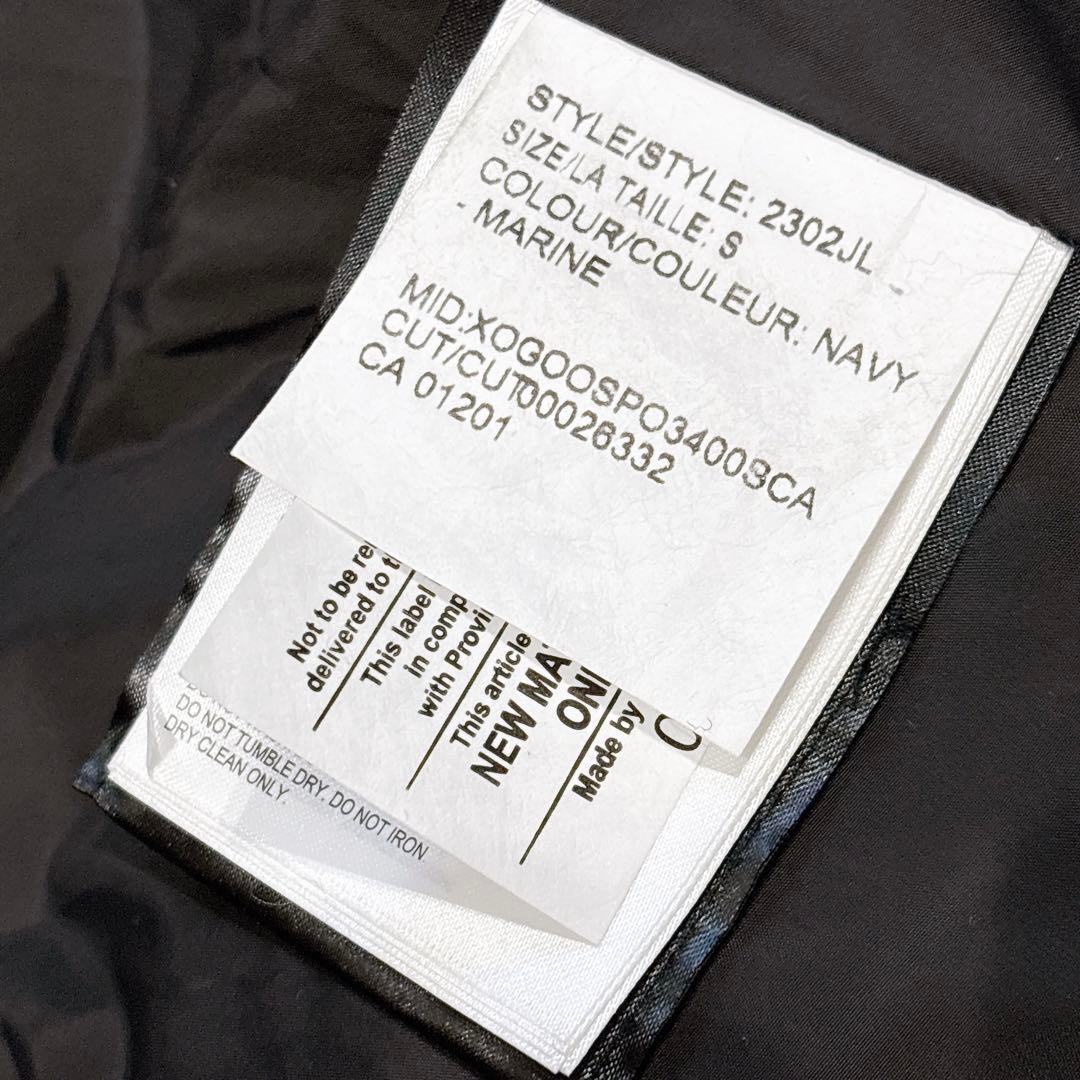 STYLE/STYLE: 2302JL
SIZE/LA TAILLE: S
COLOUR/COULEUR: NAVY
- MARINE
MID:XOGOOSPO3400SCA
CUT/CUT00026332
CA 01201
Not to be re
delivered to t
This label
in comp
with Provi
This article
NEW MA
ON
Made by
DO NOT TUMBLE DRY. DO NOT IRON
DRY CLEAN ONLY.